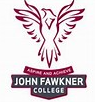 ASPIRE AND ACHIEVE
JOHN FAWKNER
COLLEGE